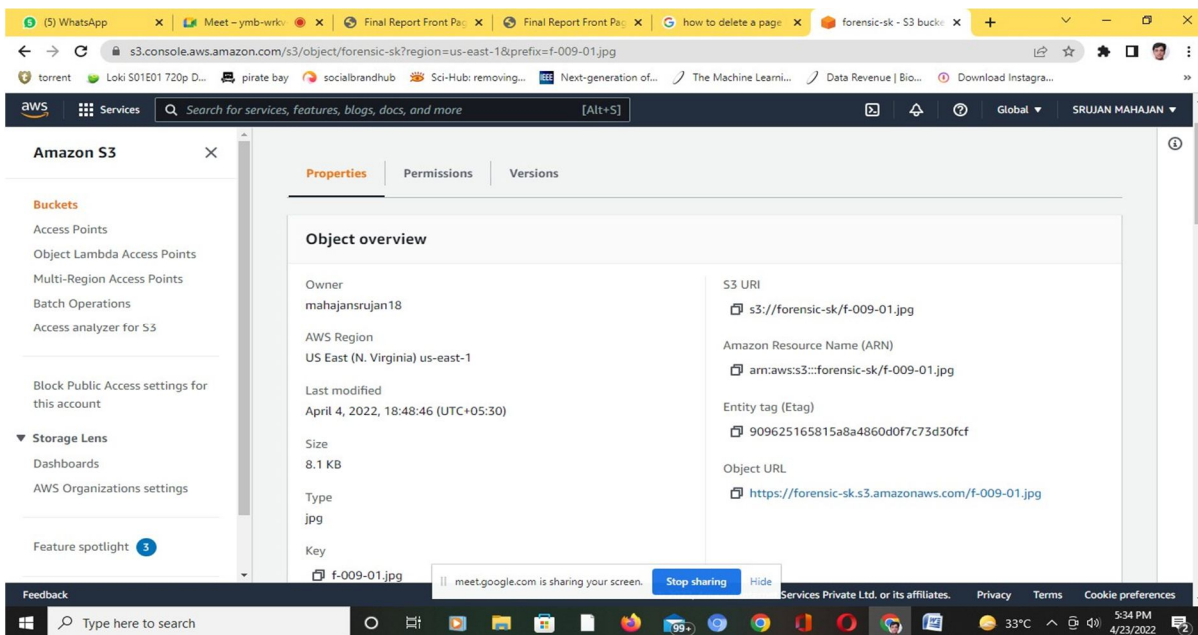 (5) WhatsApp
Meet – ymb-wrkv
Final Report Front Pag
Final Report Front Pag
how to delete a page
forensic-sk - S3 bucke
s3.console.aws.amazon.com/s3/object/forensic-sk?region=us-east-1&prefix=f-009-01.jpg
torrent
Loki S01E01 720p D...
pirate bay
socialbrandhub
Sci-Hub: removing...
IEEE
Next-generation of...
The Machine Learni...
Data Revenue | Bio...
Download Instagra...
aws
Services
Search for services, features, blogs, docs, and more
[Alt+S]
Global
SRUJAN MAHAJAN
Amazon S3
Buckets
Access Points
Object Lambda Access Points
Multi-Region Access Points
Batch Operations
Access analyzer for S3
Block Public Access settings for
this account
Storage Lens
Dashboards
AWS Organizations settings
Feature spotlight 3
Properties
Permissions
Versions
Object overview
Owner
mahajansrujan18
AWS Region
US East (N. Virginia) us-east-1
Last modified
April 4, 2022, 18:48:46 (UTC+05:30)
Size
8.1 KB
Type
jpg
Key
f-009-01.jpg
S3 URI
s3://forensic-sk/f-009-01.jpg
Amazon Resource Name (ARN)
arn:aws:s3:::forensic-sk/f-009-01.jpg
Entity tag (Etag)
909625165815a8a4860d0f7c73d30fcf
Object URL
https://forensic-sk.s3.amazonaws.com/f-009-01.jpg
meet.google.com is sharing your screen.
Stop sharing
Hide
Feedback
Services Private Ltd. or its affiliates.
Privacy
Terms
Cookie preferences
Type here to search
99+
33°C
5:34 PM
4/23/2022
2